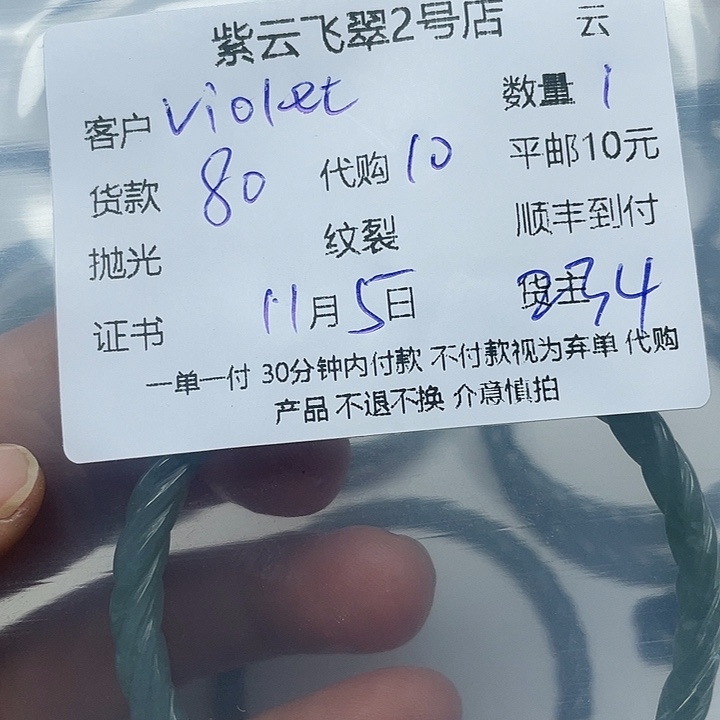 紫云飞翠2号店 云
客户 Violet 数量 1
货款 80 代购 10 平邮10元
抛光 纹裂 顺丰到付
证书 11月5日 货主 4
一单一付 30分钟内付款 不付款视为弃单 代购
产品 不退不换 介意慎拍